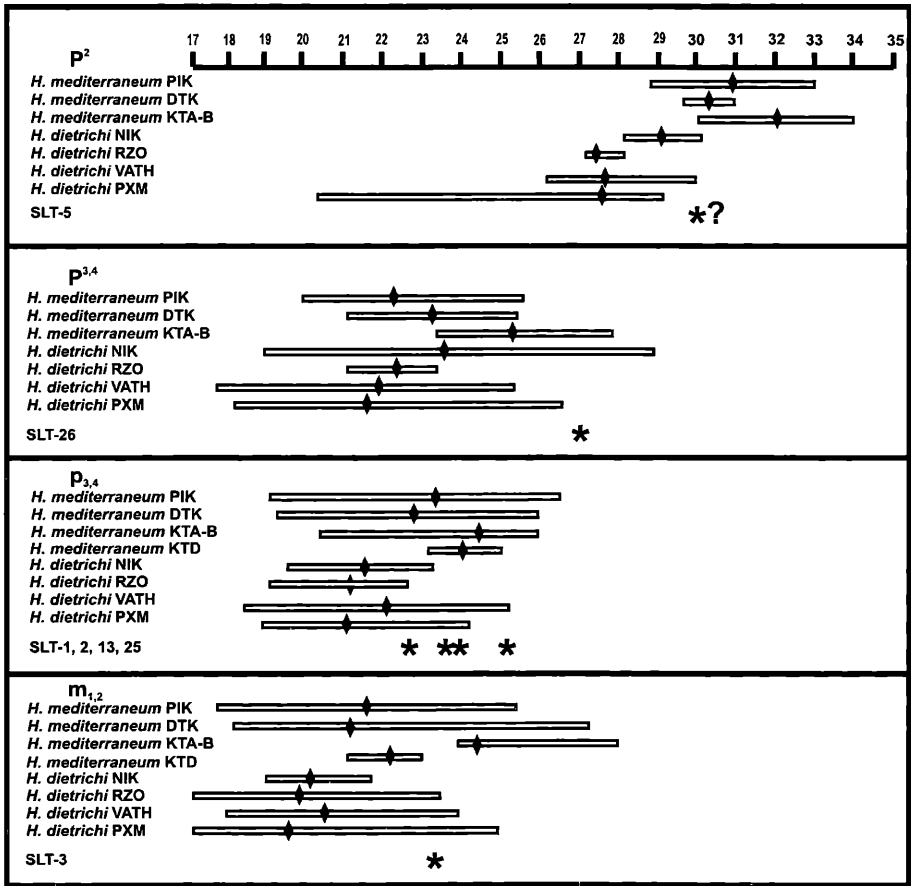 17 18 19 20 21 22 23 24 25 26 27 28 29 30 31 32 33 34 35
P²
H. mediterraneum PIK
H. mediterraneum DTK
H. mediterraneum KTA-B
H. dietrichi NIK
H. dietrichi RZO
H. dietrichi VATH
H. dietrichi PXM
SLT-5
*?
P³,⁴
H. mediterraneum PIK
H. mediterraneum DTK
H. mediterraneum KTA-B
H. dietrichi NIK
H. dietrichi RZO
H. dietrichi VATH
H. dietrichi PXM
SLT-26
*
p₃,₄
H. mediterraneum PIK
H. mediterraneum DTK
H. mediterraneum KTA-B
H. mediterraneum KTD
H. dietrichi NIK
H. dietrichi RZO
H. dietrichi VATH
H. dietrichi PXM
SLT-1, 2, 13, 25
* ** *
m₁,₂
H. mediterraneum PIK
H. mediterraneum DTK
H. mediterraneum KTA-B
H. mediterraneum KTD
H. dietrichi NIK
H. dietrichi RZO
H. dietrichi VATH
H. dietrichi PXM
SLT-3
*